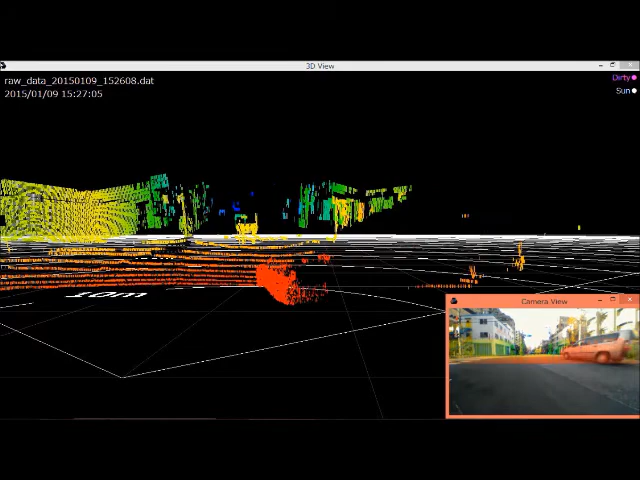 3D View
raw_data_20150109_152608.dat
Dirty
2015/01/09 15:27:05
Sun
10m
Camera View